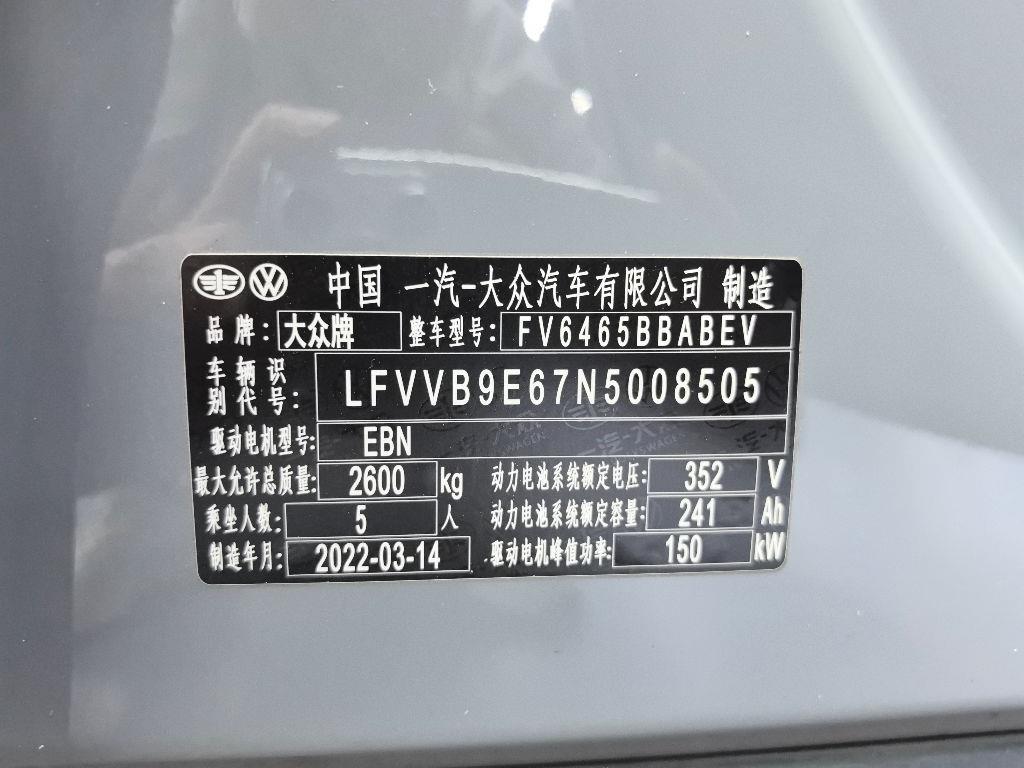 中国 一汽-大众汽车有限公司 制造
品牌: 大众牌 整车型号: FV6465BBABEV
车辆识别代号: LFVVB9E67N5008505
驱动电机型号: EBN
最大允许总质量: 2600 kg 动力电池系统额定电压: 352 V
乘坐人数: 5 人 动力电池系统额定容量: 241 Ah
制造年月: 2022-03-14 驱动电机峰值功率: 150 kW